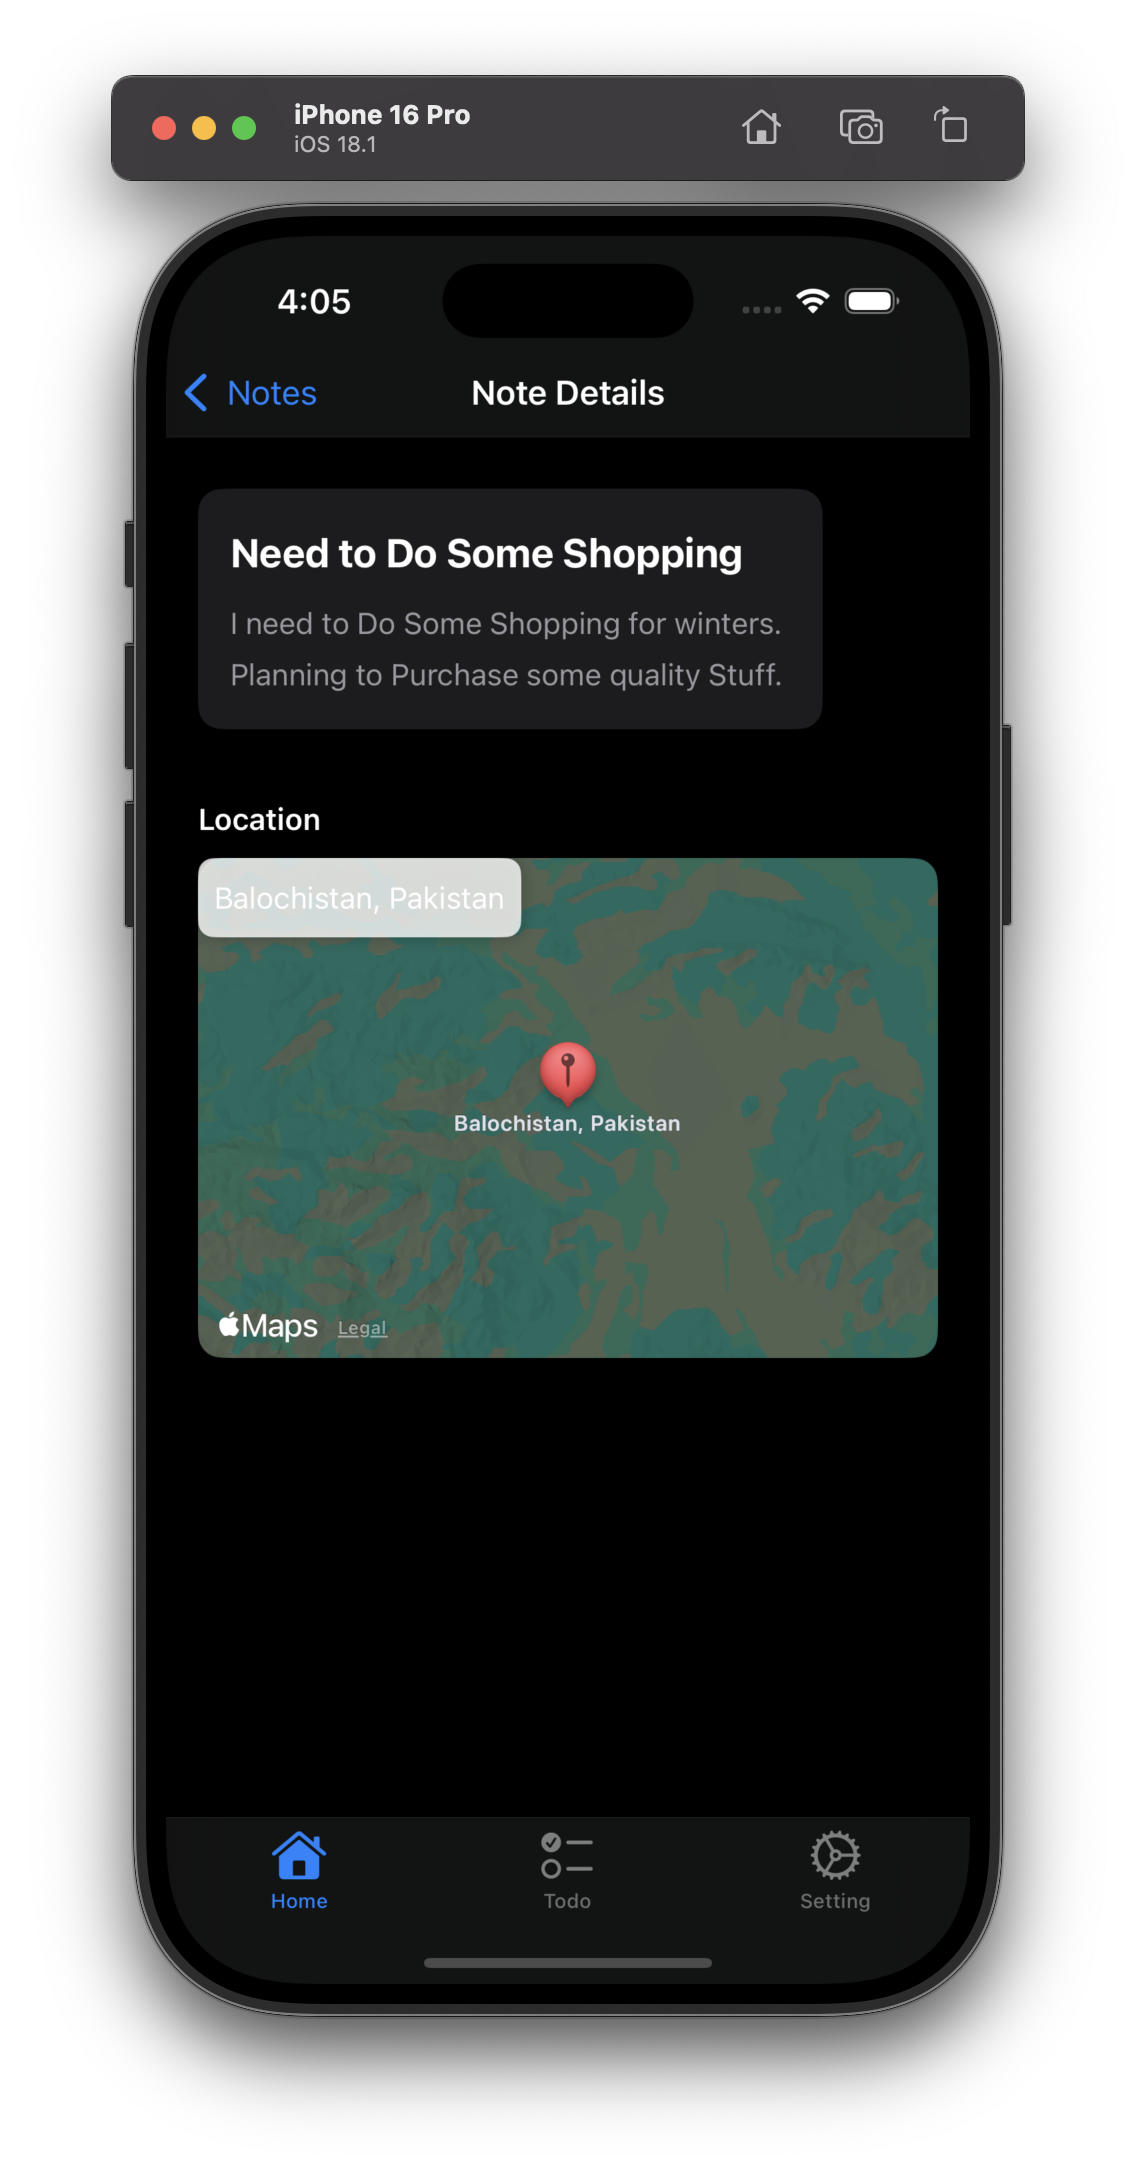 iPhone 16 Pro
iOS 18.1
4:05
Notes
Note Details
Need to Do Some Shopping
I need to Do Some Shopping for winters.
Planning to Purchase some quality Stuff.
Location
Balochistan, Pakistan
Balochistan, Pakistan
Maps Legal
Home Todo Setting